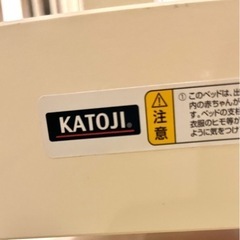 KATOJI®
注意
①このベッドは、出
内の赤ちゃんが
す。ベッドの支柱
衣服のヒモ等が
ように気をつけ